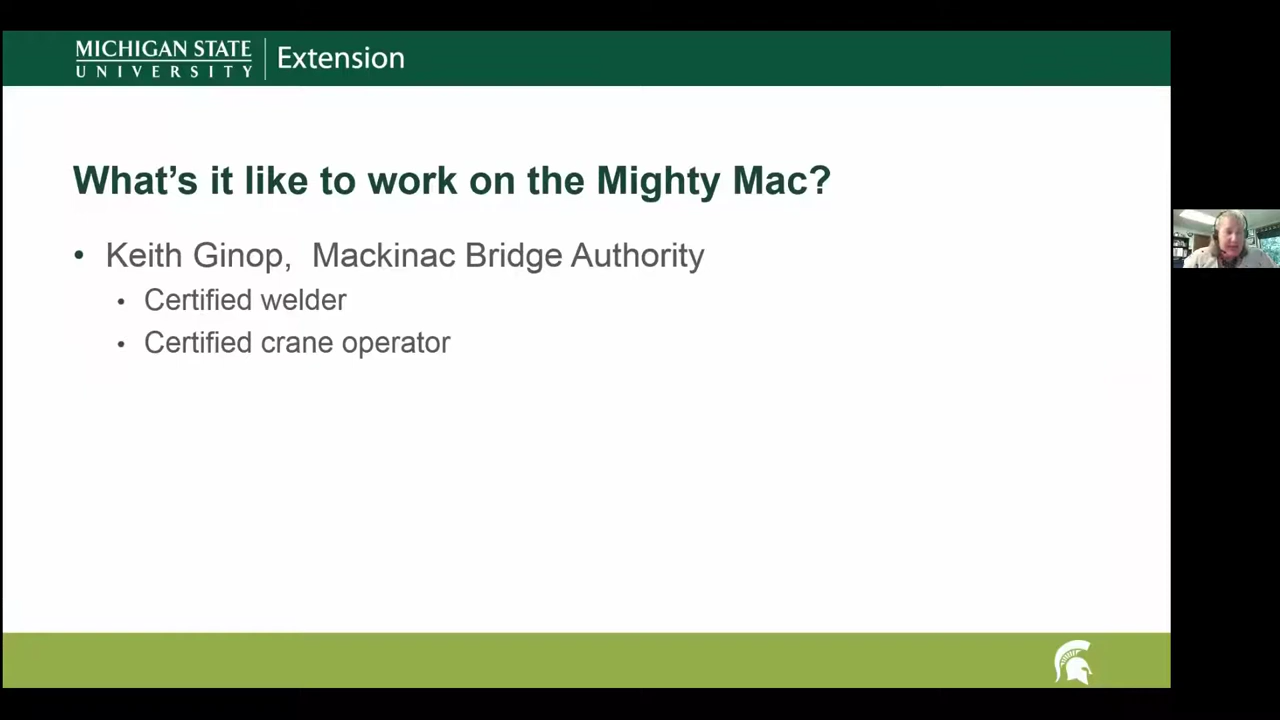 MICHIGAN STATE
UNIVERSITY
Extension
What's it like to work on the Mighty Mac?
• Keith Ginop, Mackinac Bridge Authority
• Certified welder
• Certified crane operator